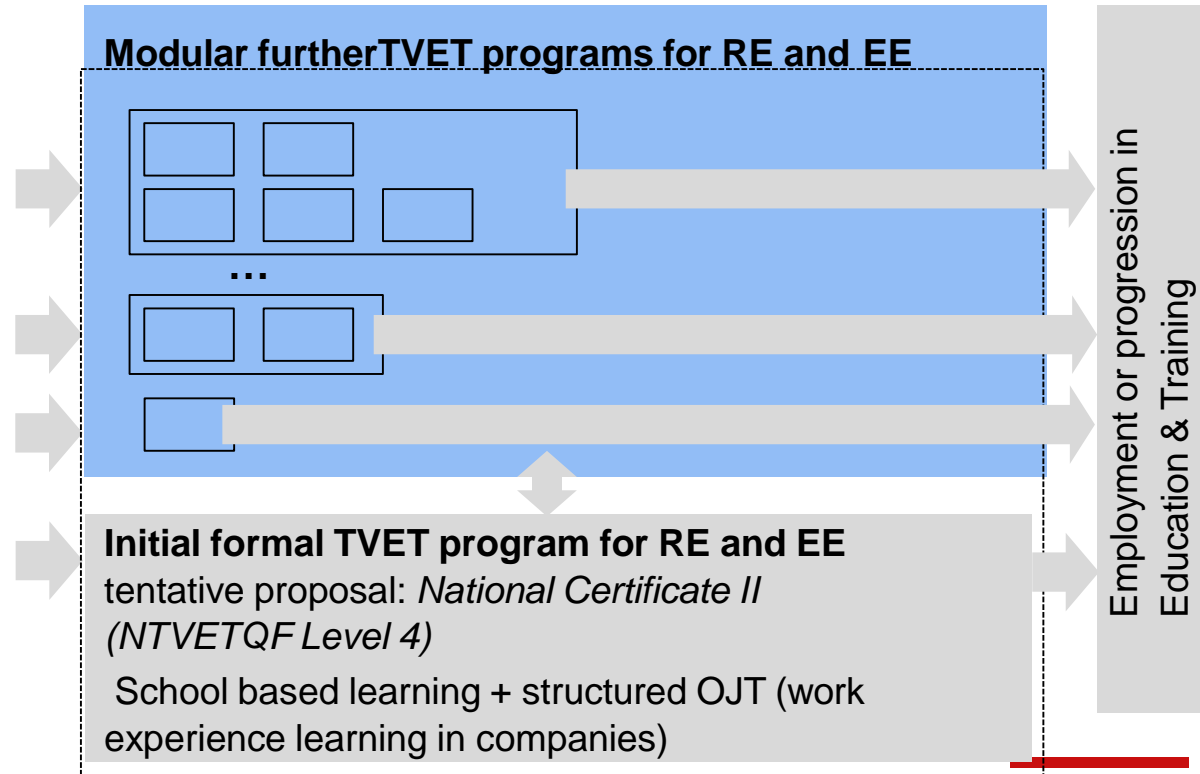 Modular furtherTVET programs for RE and EE
...
Initial formal TVET program for RE and EE
tentative proposal: National Certificate II
(NTVETQF Level 4)
School based learning + structured OJT (work
experience learning in companies)
Employment or progression in
Education & Training